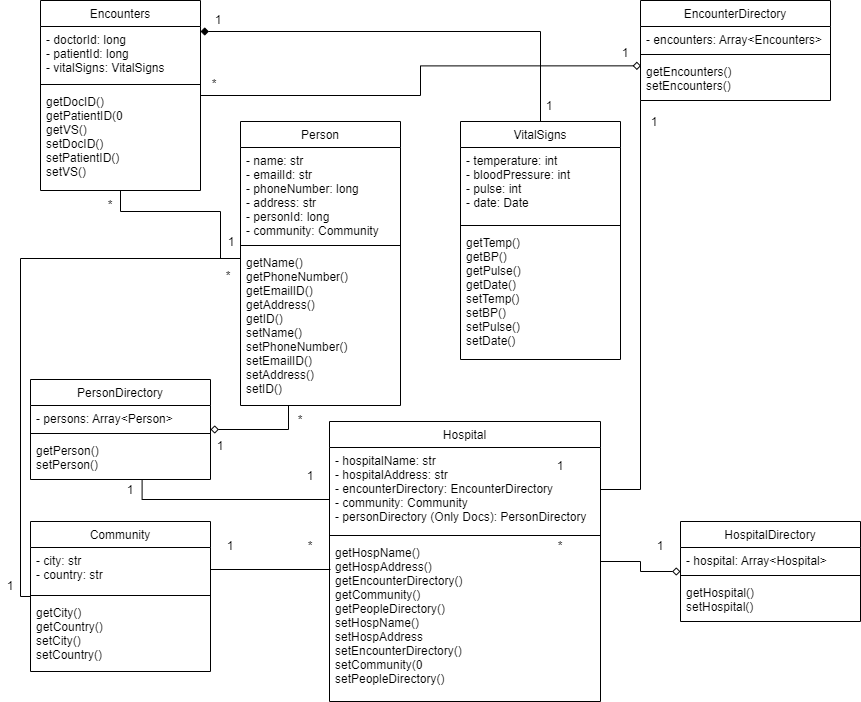 Encounters
- doctorId: long
- patientId: long
- vitalSigns: VitalSigns
getDocID()
getPatientID(0
getVS()
setDocID()
setPatientID()
setVS()
1
*
1
1
*
EncounterDirectory
- encounters: Array<Encounters>
getEncounters()
setEncounters()
1
Person
- name: str
- emailId: str
- phoneNumber: long
- address: str
- personId: long
- community: Community
getName()
getPhoneNumber()
getEmailID()
getAddress()
getID()
setName()
setPhoneNumber()
setEmailID()
setAddress()
setID()
1
*
*
VitalSigns
- temperature: int
- bloodPressure: int
- pulse: int
- date: Date
getTemp()
getBP()
getPulse()
getDate()
setTemp()
setBP()
setPulse()
setDate()
PersonDirectory
- persons: Array<Person>
getPerson()
setPerson()
1
1
1
Hospital
- hospitalName: str
- hospitalAddress: str
- encounterDirectory: EncounterDirectory
- community: Community
- personDirectory (Only Docs): PersonDirectory
1
getHospName()
getHospAddress()
getEncounterDirectory()
getCommunity()
getPeopleDirectory()
setHospName()
setHospAddress
setEncounterDirectory()
setCommunity(0
setPeopleDirectory()
*
*
1
Community
- city: str
- country: str
getCity()
getCountry()
setCity()
setCountry()
1
1
HospitalDirectory
- hospital: Array<Hospital>
getHospital()
setHospital()